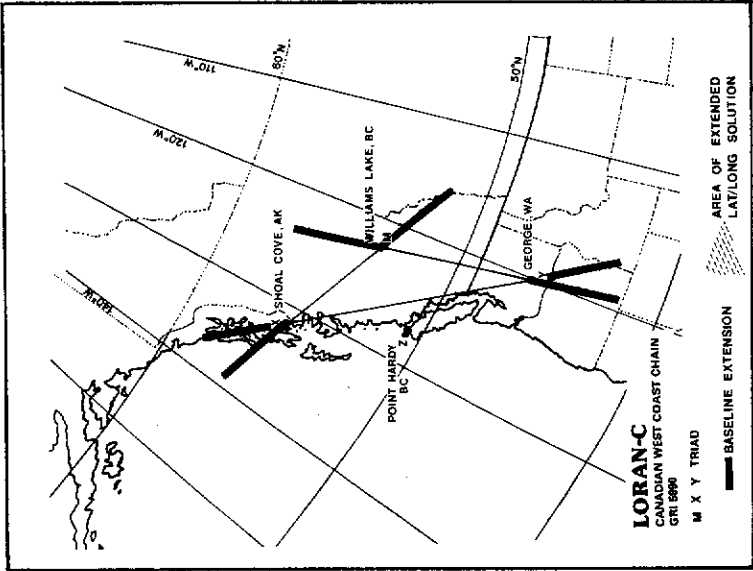 140°W
120°W
110°W
60°N
SHOAL COVE, AK
X
WILLIAMS LAKE, BC
M
50°N
POINT HARDY
BC
Z
GEORGE, WA
LORAN-C
CANADIAN WEST COAST CHAIN
GRI 5990
M X Y TRIAD
BASELINE EXTENSION
AREA OF EXTENDED
LAT/LONG SOLUTION